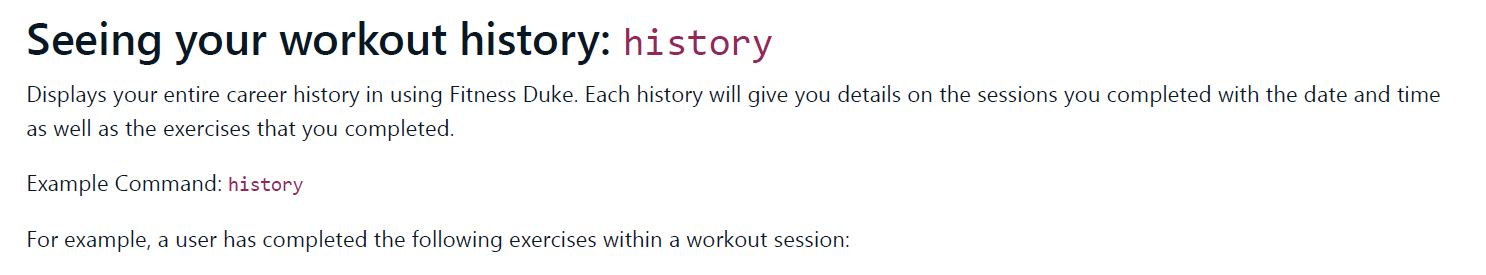 Seeing your workout history: history
Displays your entire career history in using Fitness Duke. Each history will give you details on the sessions you completed with the date and time
as well as the exercises that you completed.
Example Command: history
For example, a user has completed the following exercises within a workout session: